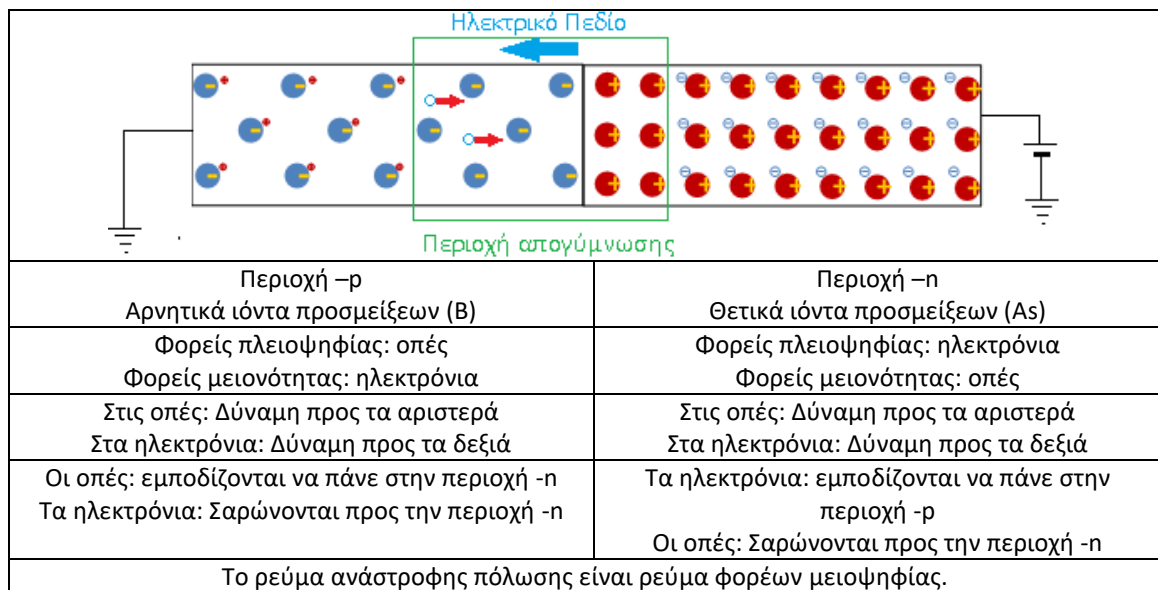 Ηλεκτρικό Πεδίο
Περιοχή απογύμνωσης
Περιοχή –p
Αρνητικά ιόντα προσμείξεων (Β)
Περιοχή –n
Θετικά ιόντα προσμείξεων (As)
Φορείς πλειοψηφίας: οπές
Φορείς μειονότητας: ηλεκτρόνια
Φορείς πλειοψηφίας: ηλεκτρόνια
Φορείς μειονότητας: οπές
Στις οπές: Δύναμη προς τα αριστερά
Στα ηλεκτρόνια: Δύναμη προς τα δεξιά
Στις οπές: Δύναμη προς τα αριστερά
Στα ηλεκτρόνια: Δύναμη προς τα δεξιά
Οι οπές: εμποδίζονται να πάνε στην περιοχή -n
Τα ηλεκτρόνια: Σαρώνονται προς την περιοχή -n
Τα ηλεκτρόνια: εμποδίζονται να πάνε στην
περιοχή -p
Οι οπές: Σαρώνονται προς την περιοχή -n
Το ρεύμα ανάστροφης πόλωσης είναι ρεύμα φορέων μειοψηφίας.